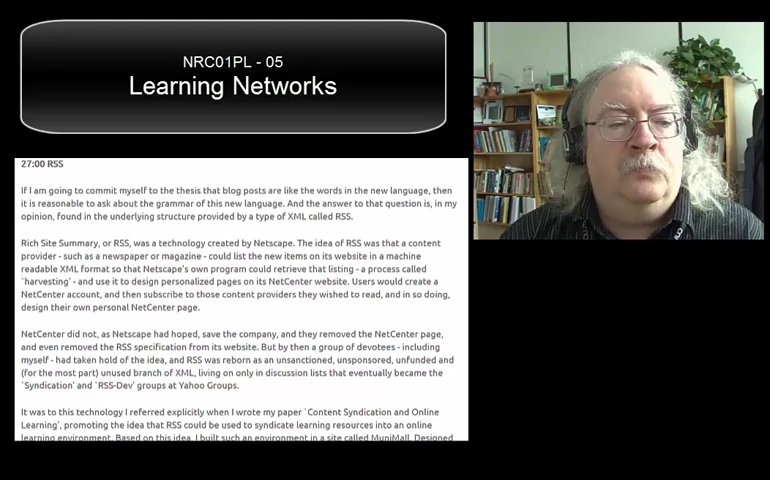 NRC01PL - 05
Learning Networks
27:00 RSS
If I am going to commit myself to the thesis that blog posts are like the words in the new language, then
it is reasonable to ask about the grammar of this new language. And the answer to that question is, in my
opinion, found in the underlying structure provided by a type of XML called RSS.
Rich Site Summary, or RSS, was a technology created by Netscape. The idea of RSS was that a content
provider - such as a newspaper or magazine - could list the new items on its website in a machine
readable XML format so that Netscape's own program could retrieve that listing - a process called
`harvesting' - and use it to design personalized pages on its NetCenter website. Users would create a
NetCenter account, and then subscribe to those content providers they wished to read, and in so doing,
design their own personal NetCenter page.
NetCenter did not, as Netscape had hoped, save the company, and they removed the NetCenter page,
and even removed the RSS specification from its website. But by then a group of devotees - including
myself - had taken hold of the idea, and RSS was reborn as an unsanctioned, unsponsored, unfunded and
(for the most part) unused branch of XML, living on only in discussion lists that eventually became the
`Syndication' and `RSS-Dev' groups at Yahoo Groups.
It was to this technology I referred explicitly when I wrote my paper `Content Syndication and Online
Learning', promoting the idea that RSS could be used to syndicate learning resources into an online
learning environment. Based on this idea, I built such an environment in a site called MuniMall. Designed